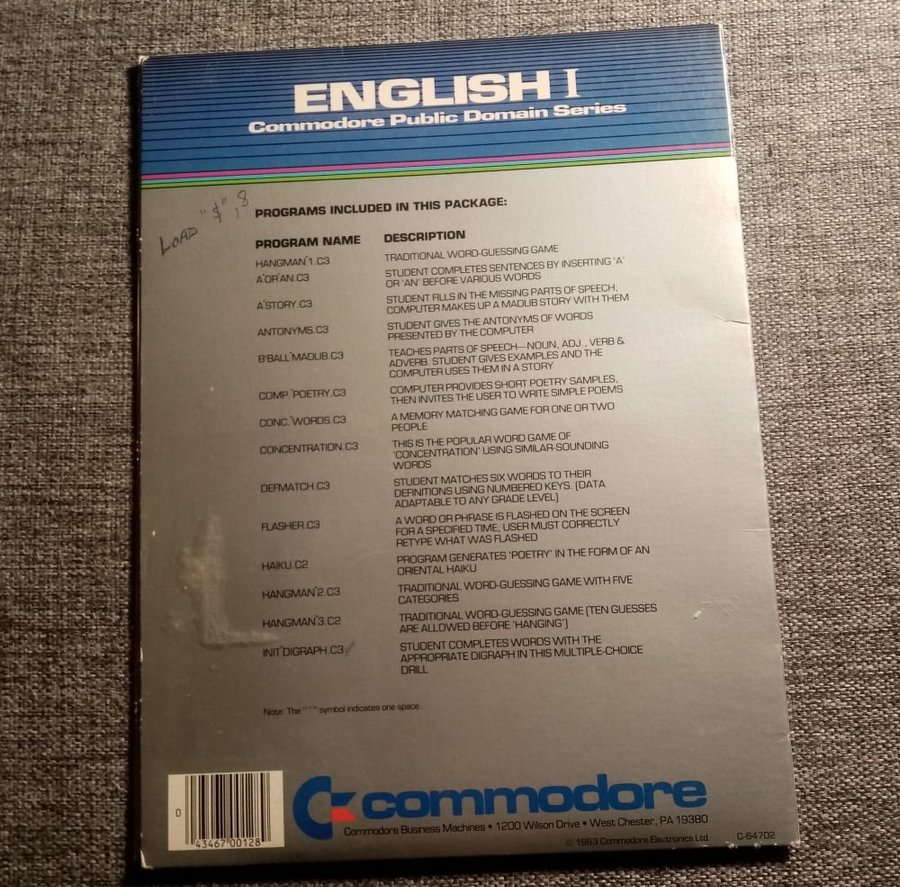 ENGLISH I
Commodore Public Domain Series
LOAD "$",8
PROGRAMS INCLUDED IN THIS PACKAGE:
PROGRAM NAME DESCRIPTION
HANGMAN^1.C3 TRADITIONAL WORD-GUESSING GAME
A^OR^AN.C3 STUDENT COMPLETES SENTENCES BY INSERTING 'A'
OR 'AN' BEFORE VARIOUS WORDS
A^STORY.C3 STUDENT FILLS IN THE MISSING PARTS OF SPEECH,
COMPUTER MAKES UP A MADLIB STORY WITH THEM
ANTONYMS.C3 STUDENT GIVES THE ANTONYMS OF WORDS
PRESENTED BY THE COMPUTER
B'BALL^MADLIB.C3 TEACHES PARTS OF SPEECH—NOUN, ADJ., VERB &
ADVERB. STUDENT GIVES EXAMPLES AND THE
COMPUTER USES THEM IN A STORY
COMP.^POETRY.C3 COMPUTER PROVIDES SHORT POETRY SAMPLES,
THEN INVITES THE USER TO WRITE SIMPLE POEMS
CONC.^WORDS.C3 A MEMORY MATCHING GAME FOR ONE OR TWO
PEOPLE
CONCENTRATION.C3 THIS IS THE POPULAR WORD GAME OF
'CONCENTRATION' USING SIMILAR-SOUNDING
WORDS
DEFMATCH.C3 STUDENT MATCHES SIX WORDS TO THEIR
DEFINITIONS USING NUMBERED KEYS. [DATA
ADAPTABLE TO ANY GRADE LEVEL]
FLASHER.C3 A WORD OR PHRASE IS FLASHED ON THE SCREEN
FOR A SPECIFIED TIME; USER MUST CORRECTLY
RETYPE WHAT WAS FLASHED
HAIKU.C2 PROGRAM GENERATES 'POETRY' IN THE FORM OF AN
ORIENTAL HAIKU
HANGMAN^2.C3 TRADITIONAL WORD-GUESSING GAME WITH FIVE
CATEGORIES
HANGMAN^3.C2 TRADITIONAL WORD-GUESSING GAME [TEN GUESSES
ARE ALLOWED BEFORE 'HANGING']
INIT^DIGRAPH.C3 STUDENT COMPLETES WORDS WITH THE
APPROPRIATE DIGRAPH IN THIS MULTIPLE-CHOICE
DRILL
Note: The "^" symbol indicates one space.
commodore
Commodore Business Machines • 1200 Wilson Drive • West Chester, PA 19380
© 1983 Commodore Electronics Ltd. C-64702
0 43467 00128